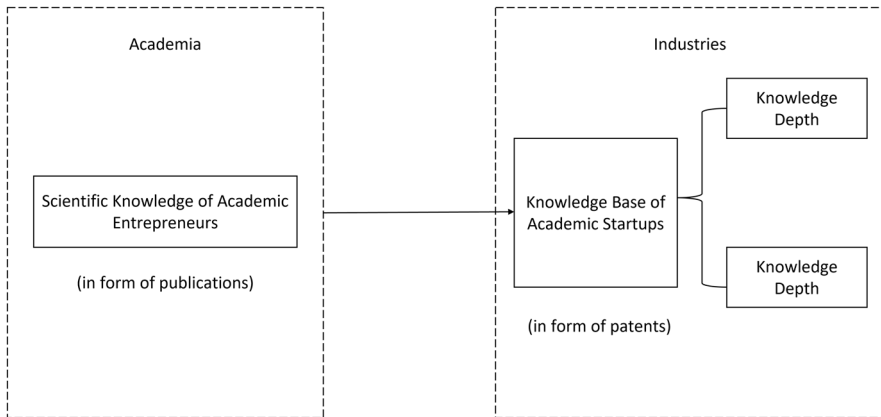 Academia
Scientific Knowledge of Academic
Entrepreneurs
(in form of publications)
Industries
Knowledge Base of
Academic Startups
(in form of patents)
Knowledge
Depth
Knowledge
Depth